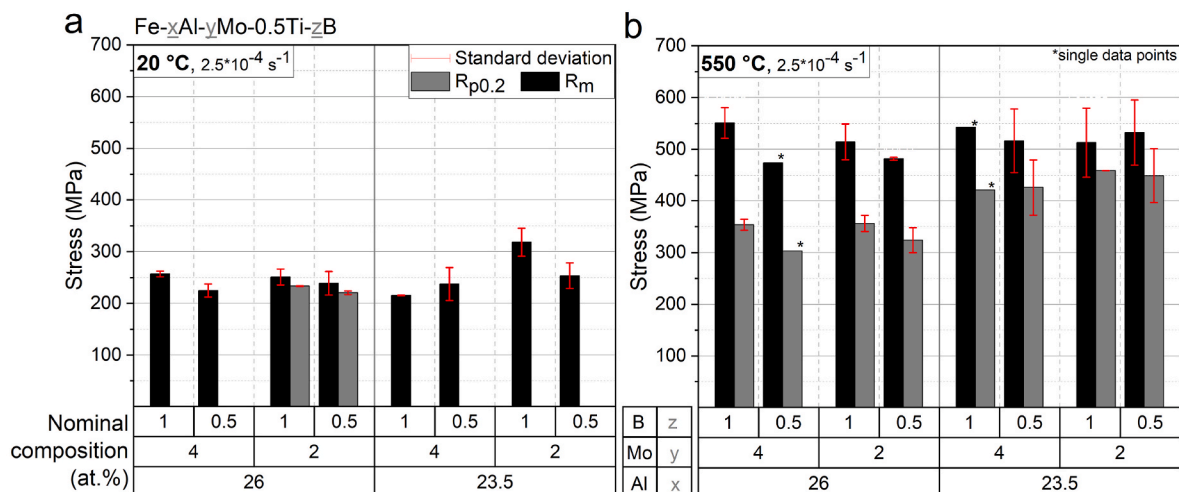 a
Fe-xAl-yMo-0.5Ti-zB
20 °C, 2.5*10⁻⁴ s⁻¹
Standard deviation
Rp0.2 Rm
Stress (MPa)
700
600
500
400
300
200
100
Nominal composition (at.%)
1 0.5 1 0.5 1 0.5 1 0.5
4 2 4 2
26 23.5
b
550 °C, 2.5*10⁻⁴ s⁻¹
*single data points
Stress (MPa)
700
600
500
400
300
200
100
* * * *
B z 1 0.5 1 0.5 1 0.5 1 0.5
Mo y 4 2 4 2
Al x 26 23.5